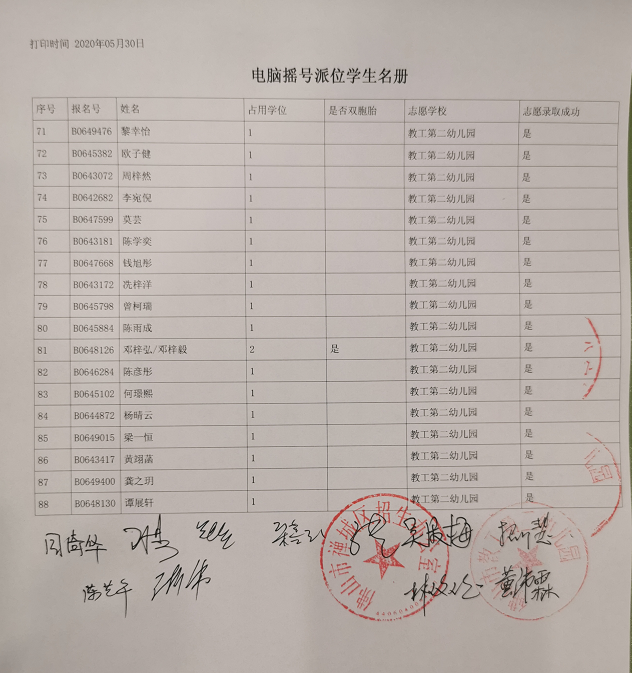 打印时间 2020年05月30日
电脑摇号派位学生名册
序号 报名号 姓名 占用学位 是否双胞胎 志愿学校 志愿录取成功
71 B0649476 黎幸怡 1 教工第二幼儿园 是
72 B0645382 欧子健 1 教工第二幼儿园 是
73 B0643072 周梓然 1 教工第二幼儿园 是
74 B0642682 李宛倪 1 教工第二幼儿园 是
75 B0647599 莫芸 1 教工第二幼儿园 是
76 B0643181 陈学奕 1 教工第二幼儿园 是
77 B0647668 钱旭彤 1 教工第二幼儿园 是
78 B0643172 冼梓洋 1 教工第二幼儿园 是
79 B0645798 曾柯瑞 1 教工第二幼儿园 是
80 B0645884 陈雨成 1 教工第二幼儿园 是
81 B0648126 邓梓弘/邓梓毅 2 是 教工第二幼儿园 是
82 B0646284 陈彦彤 1 教工第二幼儿园 是
83 B0645102 何璟熙 1 教工第二幼儿园 是
84 B0644872 杨晴云 1 教工第二幼儿园 是
85 B0649015 梁一恒 1 教工第二幼儿园 是
86 B0643417 黄翊菡 1 教工第二幼儿园 是
87 B0649400 龚之玥 1 教工第二幼儿园 是
88 B0648130 谭展轩 1 教工第二幼儿园 是
佛山市禅城区招生办公室